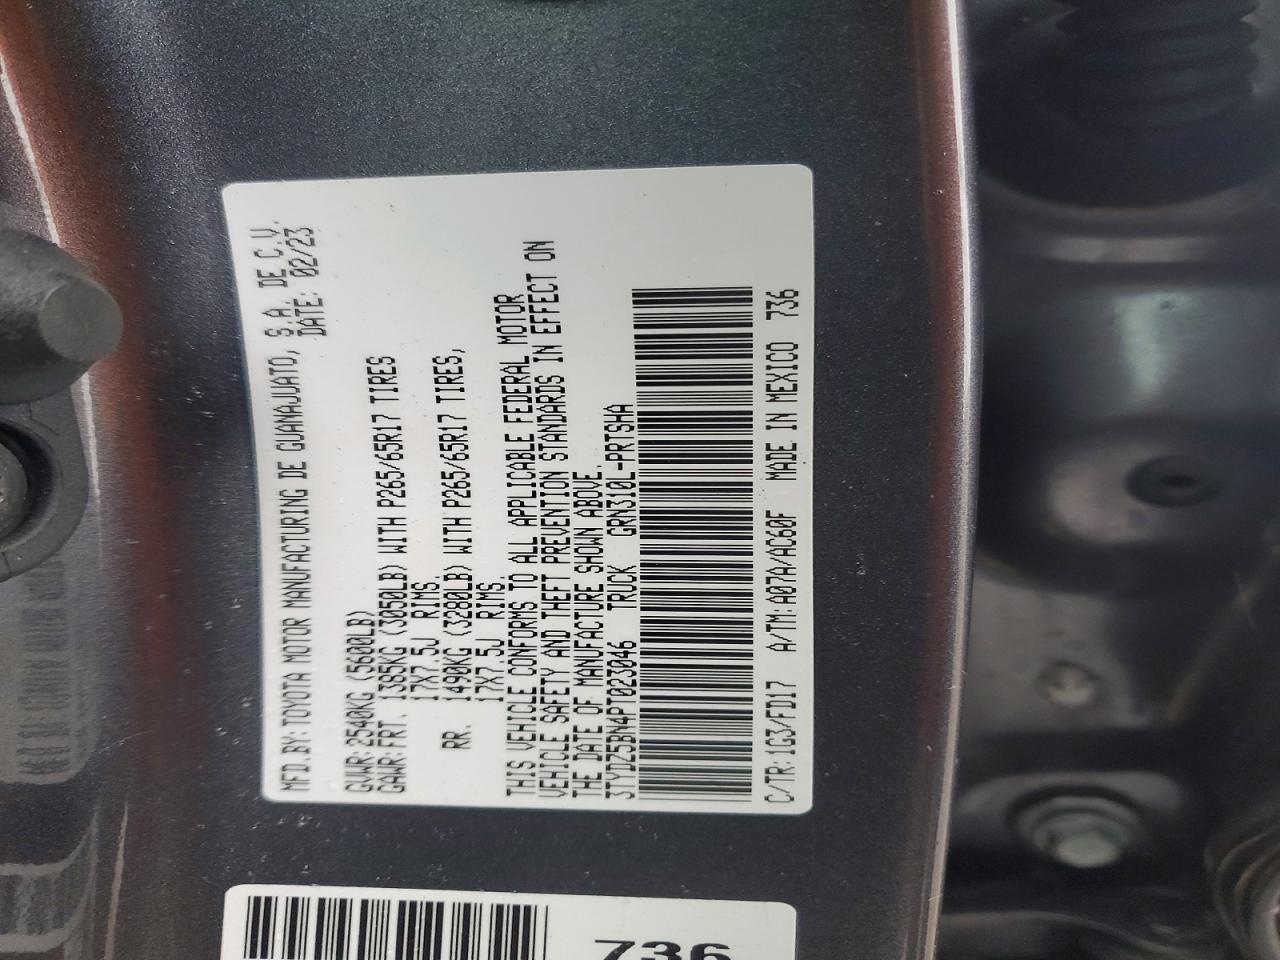 MFD.BY: TOYOTA MOTOR MANUFACTURING DE GUANAJUATO, S.A. DE C.V.
DATE: 02/23
GVWR: 2540KG (5600LB)
GAWR: FRT. 1385KG (3050LB) WITH P265/65R17 TIRES
17X7.5J RIMS.
RR. 1490KG (3280LB) WITH P265/65R17 TIRES,
17X7.5J RIMS.
THIS VEHICLE CONFORMS TO ALL APPLICABLE FEDERAL MOTOR
VEHICLE SAFETY AND THEFT PREVENTION STANDARDS IN EFFECT ON
THE DATE OF MANUFACTURE SHOWN ABOVE.
3TYDZ5BN4PT023046 TRUCK GRN310L-PRTSHA
C/TR: 1G3/FD17 A/TM: A07A/AC60F MADE IN MEXICO 736
736